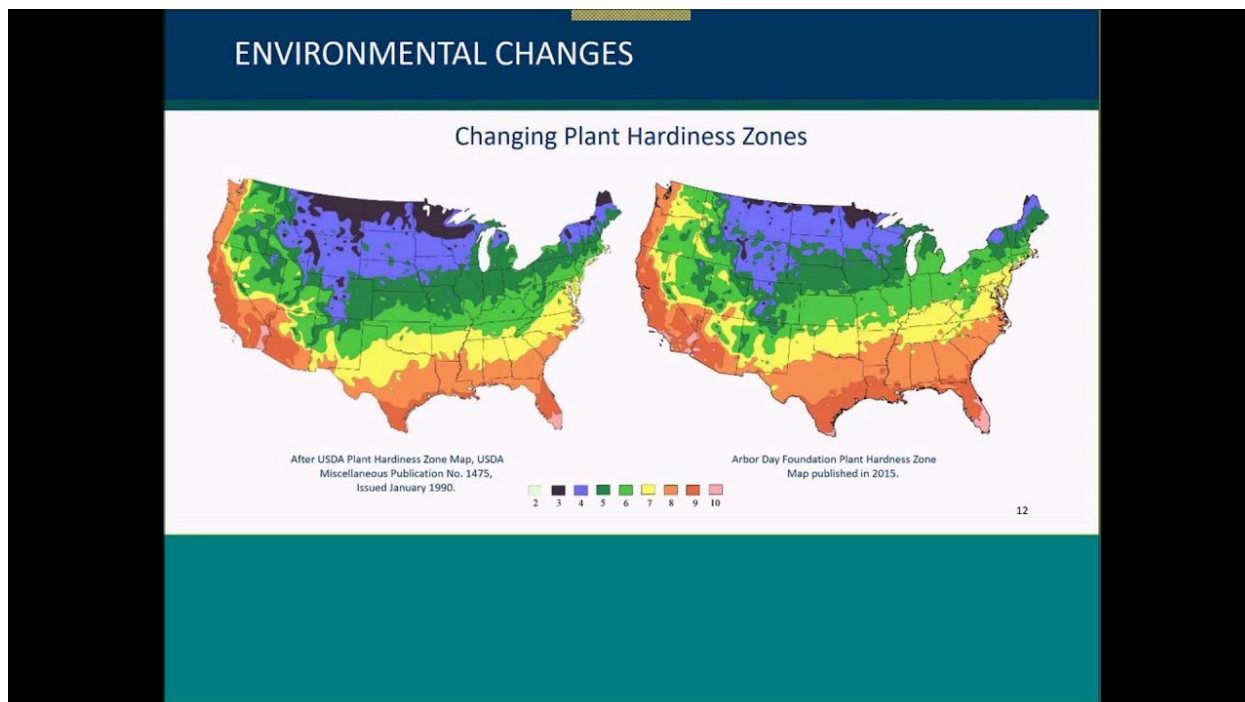 ENVIRONMENTAL CHANGES
Changing Plant Hardiness Zones
After USDA Plant Hardiness Zone Map, USDA
Miscellaneous Publication No. 1475,
Issued January 1990.
Arbor Day Foundation Plant Hardness Zone
Map published in 2015.
2 3 4 5 6 7 8 9 10
12